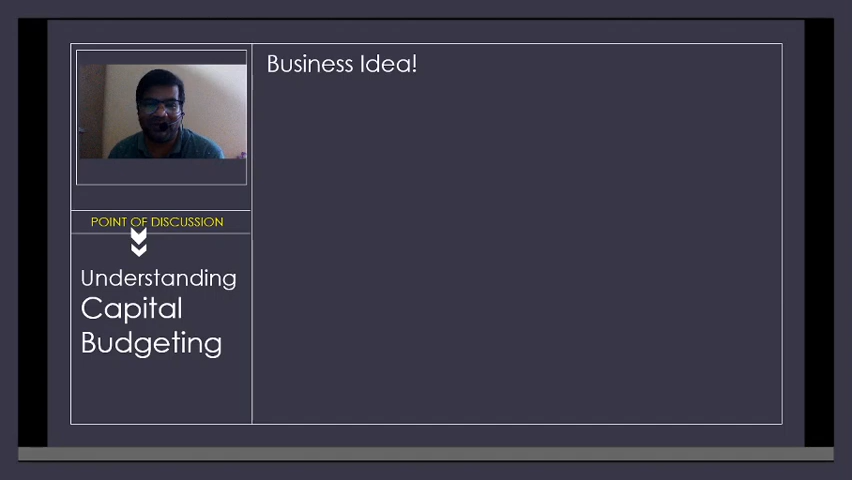 Business Idea!
POINT OF DISCUSSION
Understanding
Capital
Budgeting